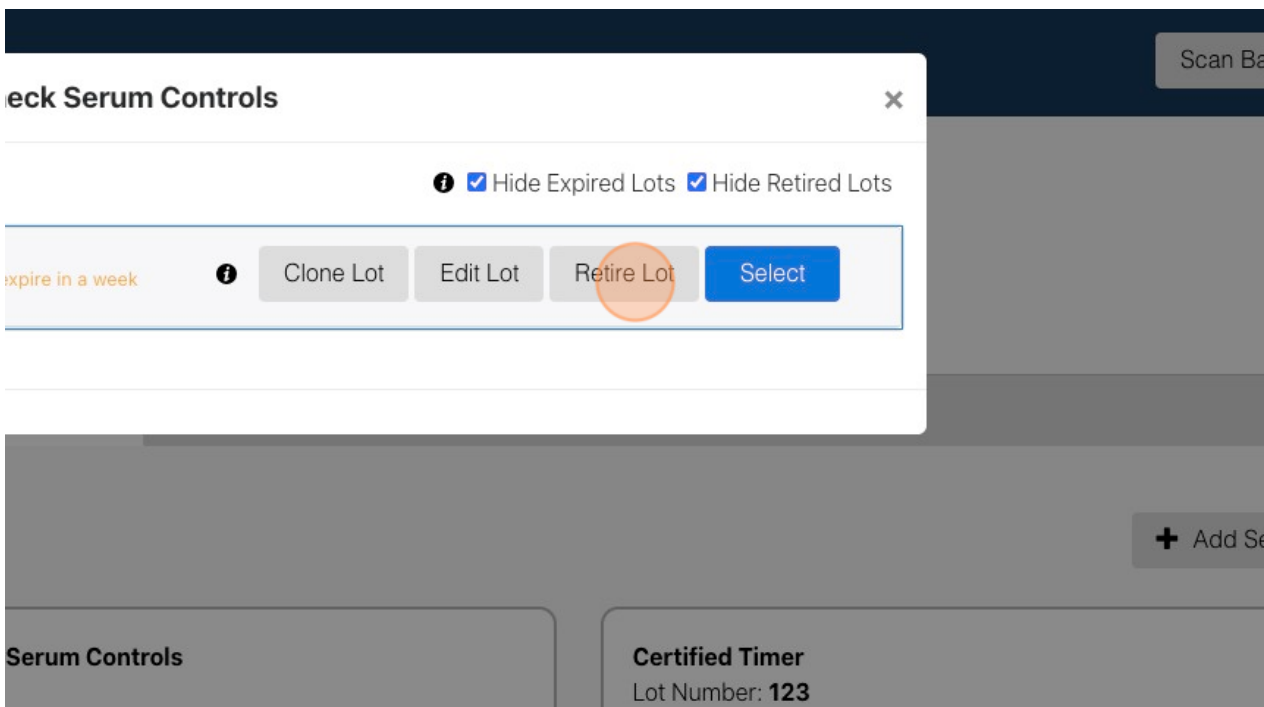 Scan Ba
eck Serum Controls ×
Hide Expired Lots Hide Retired Lots
expire in a week Clone Lot Edit Lot Retire Lot Select
Add Se
Serum Controls
Certified Timer
Lot Number: 123